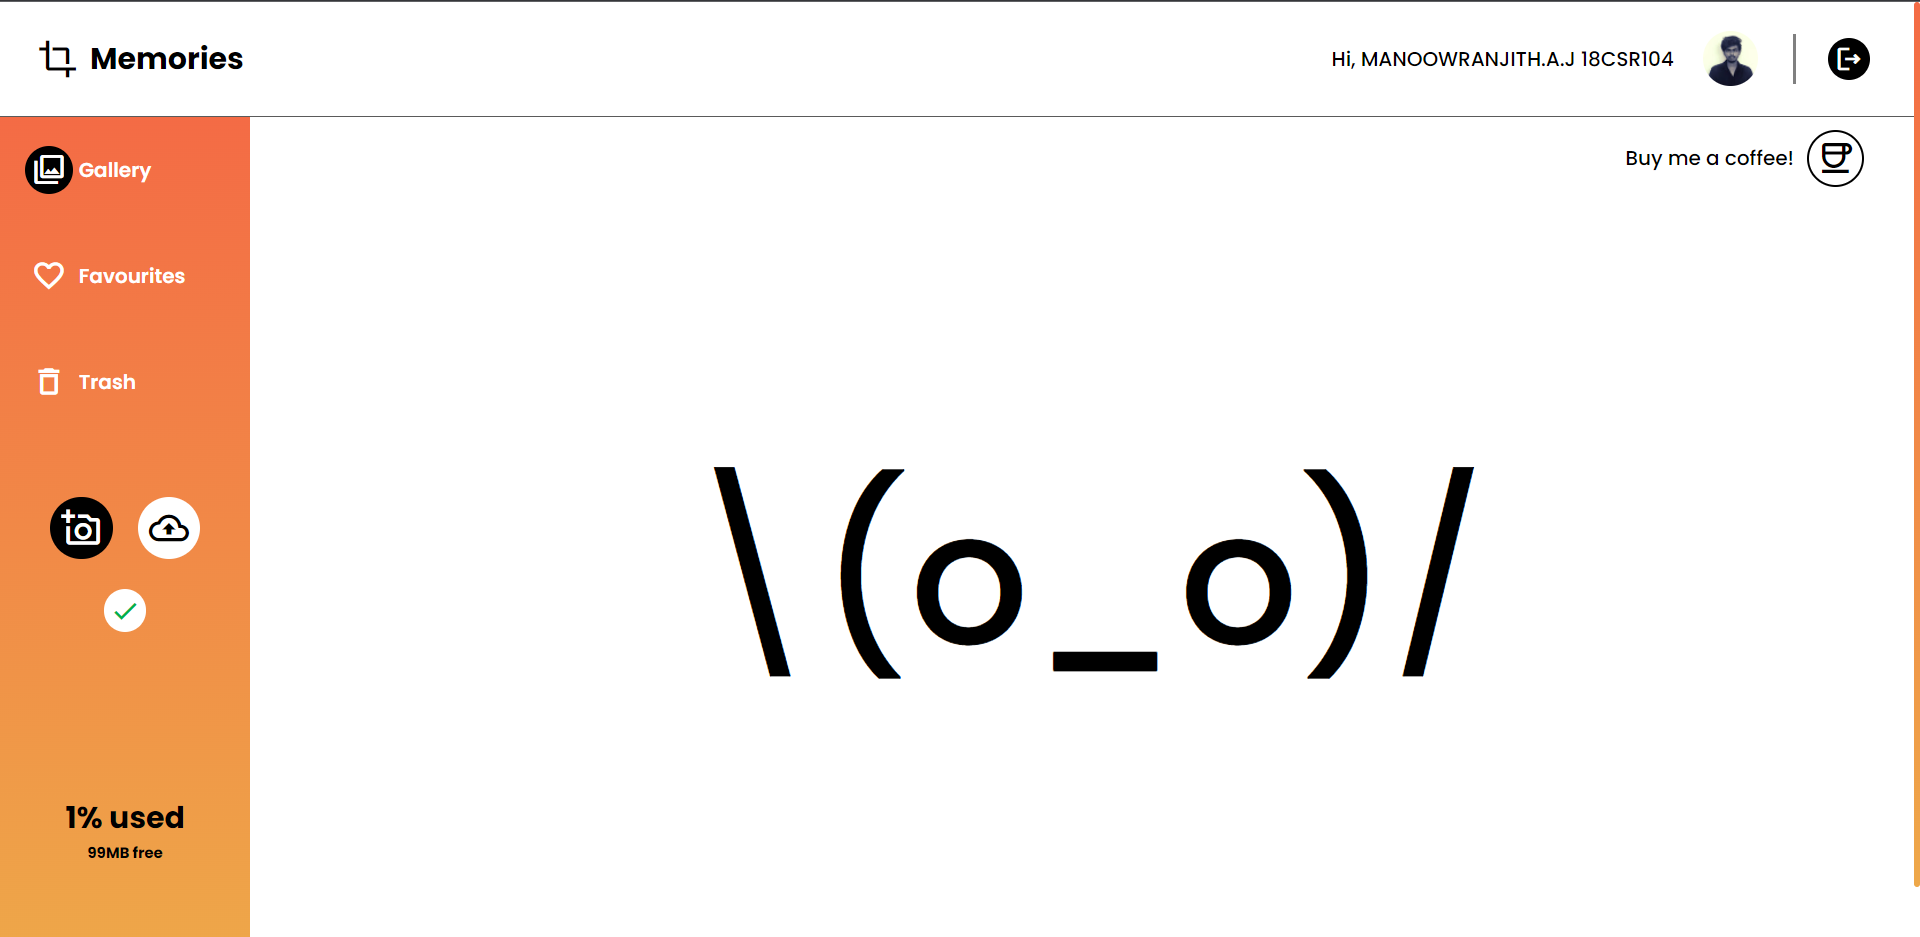 Memories
Hi, MANOOWRANJITH.A.J 18CSR104
Gallery
Buy me a coffee!
Favourites
Trash
\(o_o)/
1% used
99MB free